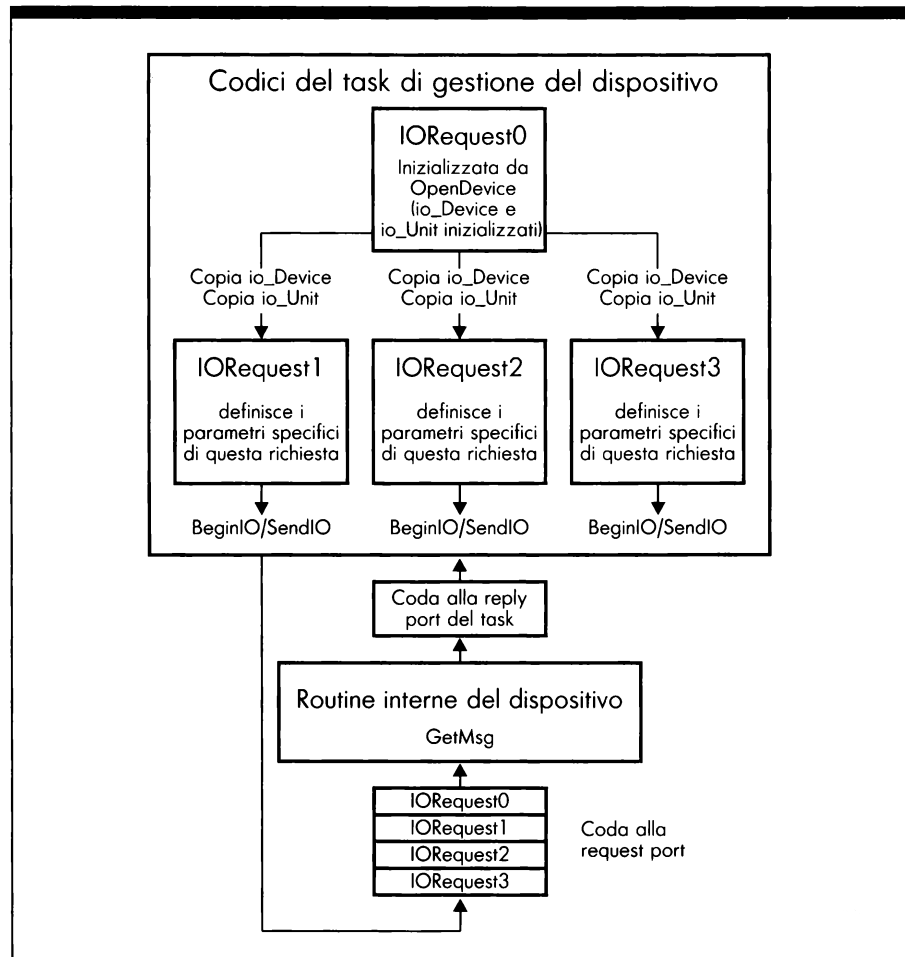 Codici del task di gestione del dispositivo
IORequest0
Inizializzata da
OpenDevice
(io_Device e
io_Unit inizializzati)
Copia io_Device
Copia io_Unit
Copia io_Device
Copia io_Unit
Copia io_Device
Copia io_Unit
IORequest1
definisce i
parametri specifici
di questa richiesta
IORequest2
definisce i
parametri specifici
di questa richiesta
IORequest3
definisce i
parametri specifici
di questa richiesta
BeginIO/SendIO
BeginIO/SendIO
BeginIO/SendIO
Coda alla reply
port del task
Routine interne del dispositivo
GetMsg
IORequest0
IORequest1
IORequest2
IORequest3
Coda alla
request port